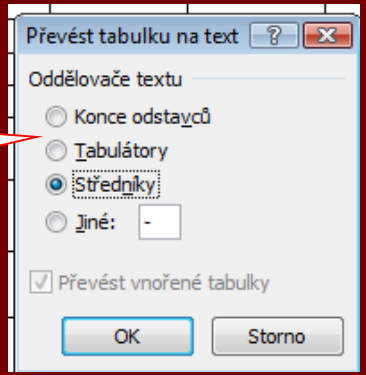 Převést tabulku na text
Oddělovače textu
Konce odstavců
Tabulátory
Středníky
Jiné: -
Převést vnořené tabulky
OK Storno